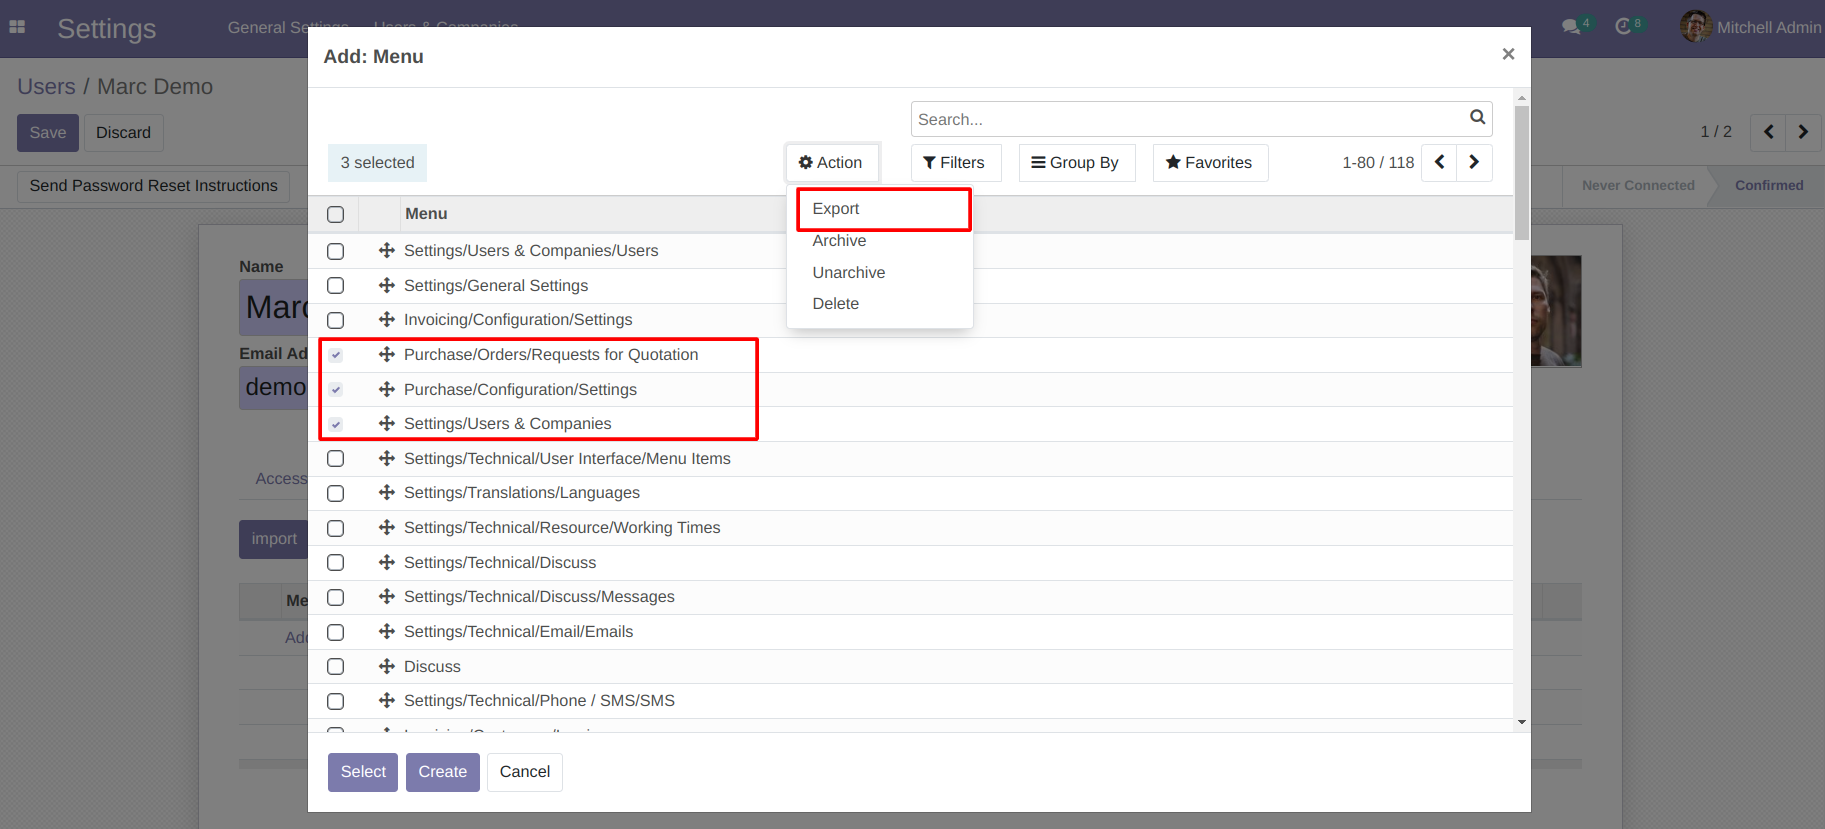 Settings
General Settings
Users & Companies
4
8
Mitchell Admin
Users / Marc Demo
Save
Discard
1 / 2
Send Password Reset Instructions
Never Connected
Confirmed
Name
Marc
Email Ad
demo
Access
import
Me
Add
Add: Menu
×
Search...
3 selected
Action
Filters
Group By
Favorites
1-80 / 118
Export
Archive
Unarchive
Delete
Menu
Settings/Users & Companies/Users
Settings/General Settings
Invoicing/Configuration/Settings
Purchase/Orders/Requests for Quotation
Purchase/Configuration/Settings
Settings/Users & Companies
Settings/Technical/User Interface/Menu Items
Settings/Translations/Languages
Settings/Technical/Resource/Working Times
Settings/Technical/Discuss
Settings/Technical/Discuss/Messages
Settings/Technical/Email/Emails
Discuss
Settings/Technical/Phone / SMS/SMS
Select
Create
Cancel